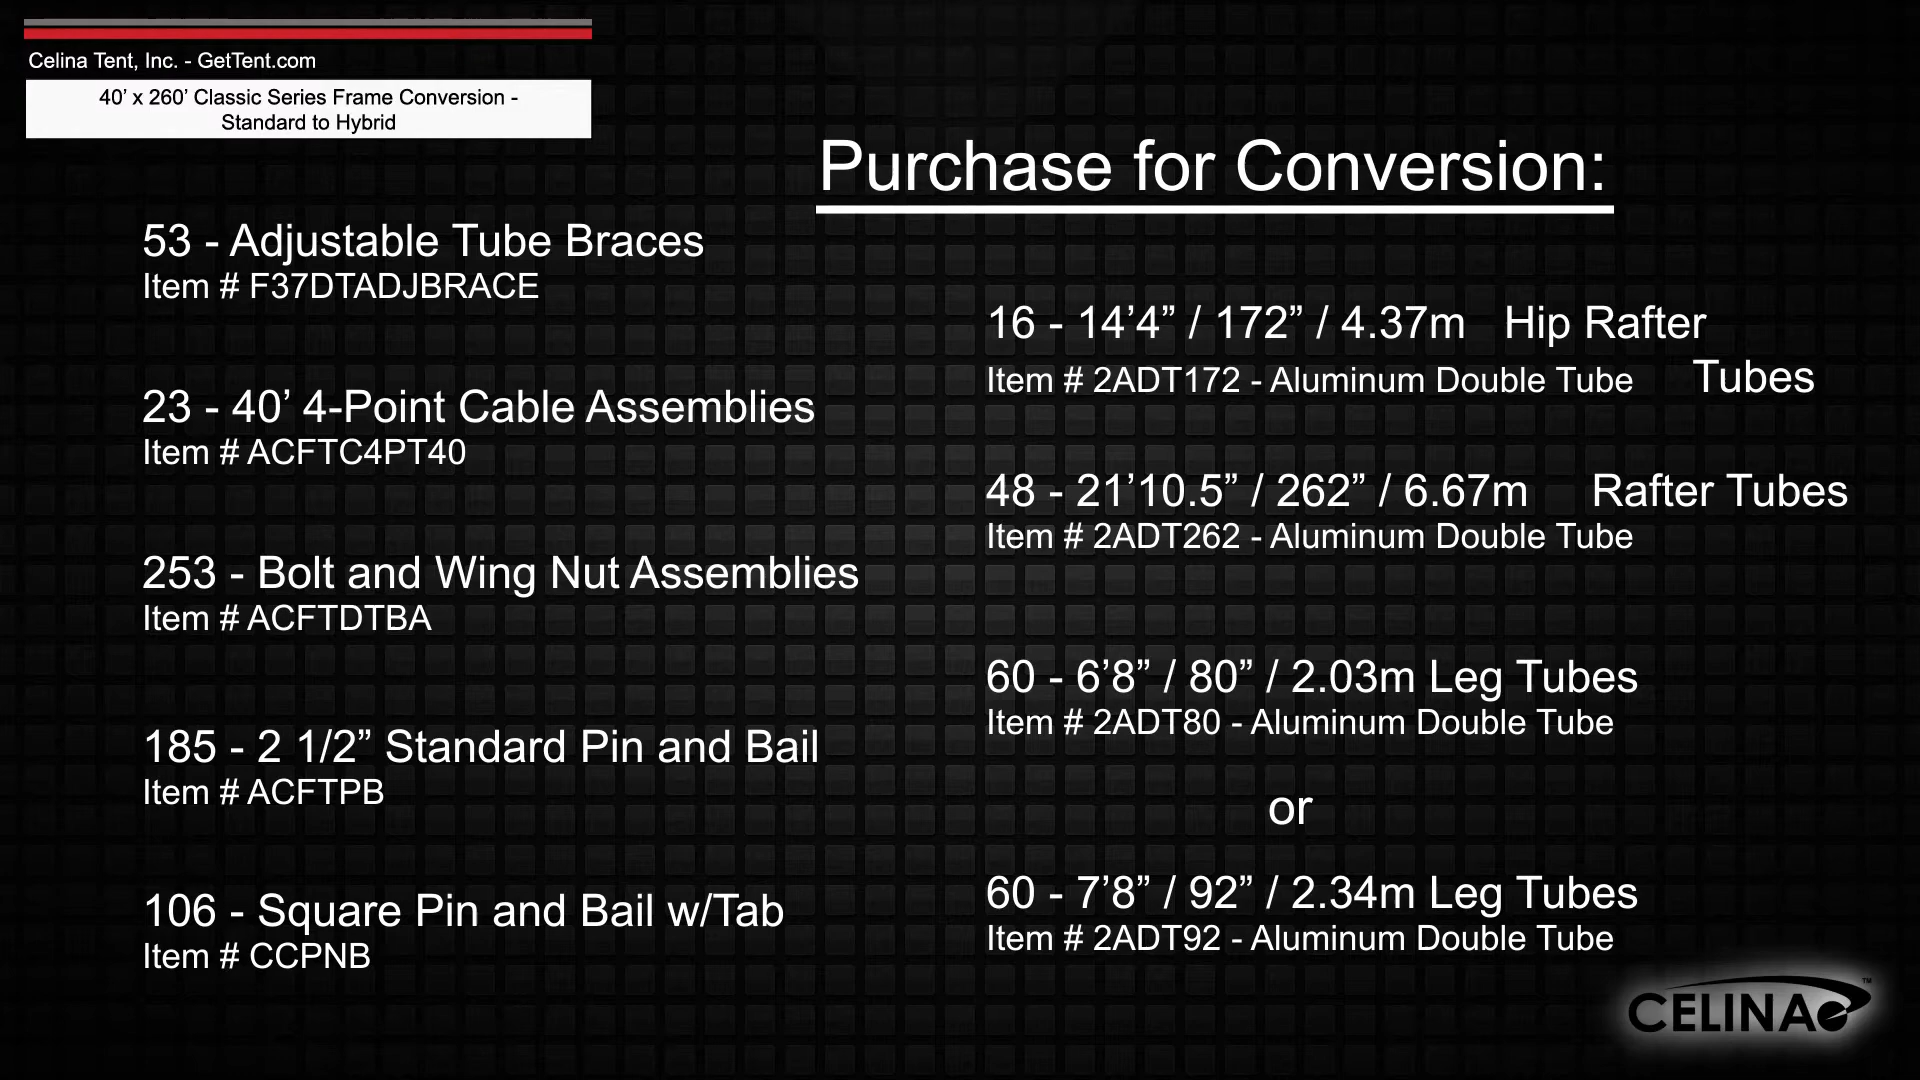 Celina Tent, Inc. - GetTent.com
40’ x 260’ Classic Series Frame Conversion -
Standard to Hybrid
Purchase for Conversion:
53 - Adjustable Tube Braces
Item # F37DTADJBRACE
23 - 40’ 4-Point Cable Assemblies
Item # ACFTC4PT40
253 - Bolt and Wing Nut Assemblies
Item # ACFTDTBA
185 - 2 1/2” Standard Pin and Bail
Item # ACFTPB
106 - Square Pin and Bail w/Tab
Item # CCPNB
16 - 14’4” / 172” / 4.37m Hip Rafter
Item # 2ADT172 - Aluminum Double Tube Tubes
48 - 21’10.5” / 262” / 6.67m Rafter Tubes
Item # 2ADT262 - Aluminum Double Tube
60 - 6’8” / 80” / 2.03m Leg Tubes
Item # 2ADT80 - Aluminum Double Tube
or
60 - 7’8” / 92” / 2.34m Leg Tubes
Item # 2ADT92 - Aluminum Double Tube
CELINA ™